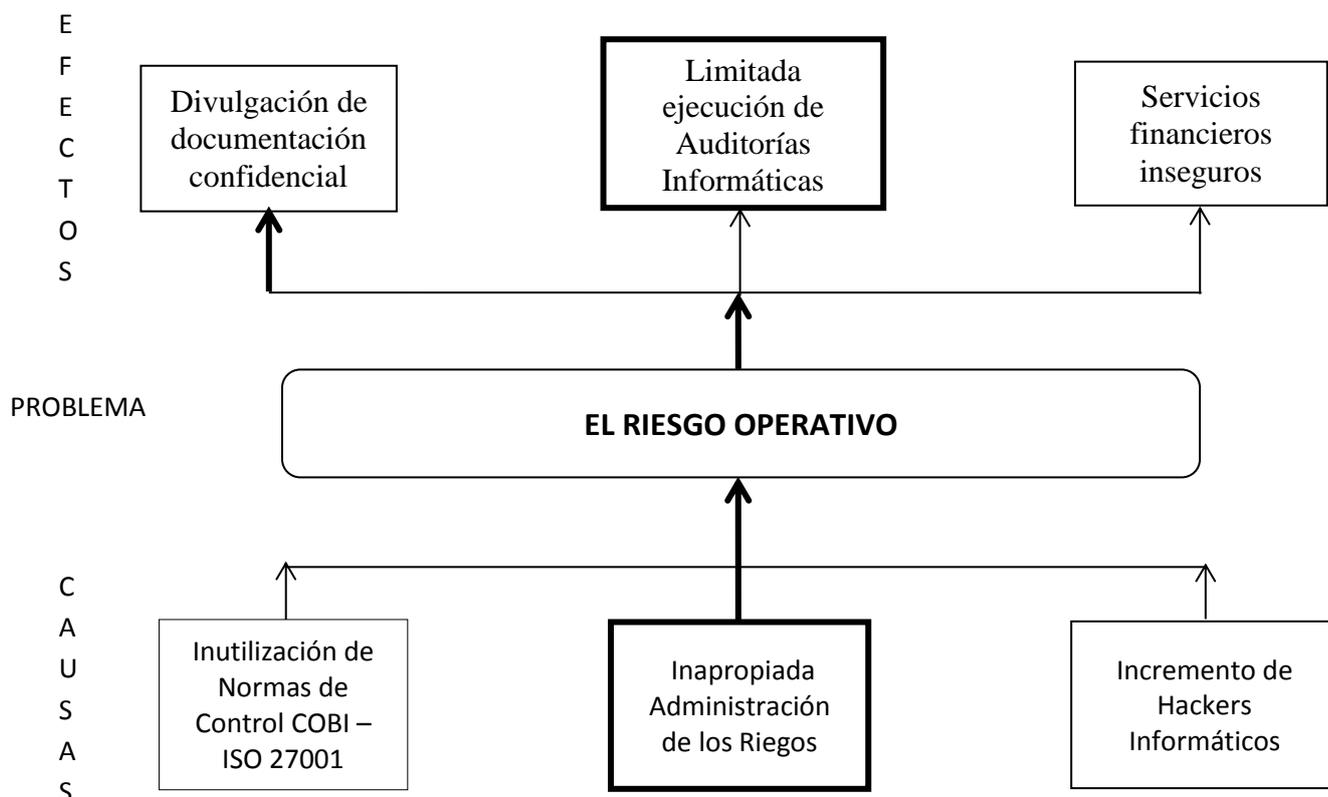 E
F
E
C
T
O
S
Divulgación de
documentación
confidencial
Limitada
ejecución de
Auditorías
Informáticas
Servicios
financieros
inseguros
PROBLEMA
EL RIESGO OPERATIVO
C
A
U
S
A
S
Inutilización de
Normas de
Control COBI –
ISO 27001
Inapropiada
Administración
de los Riegos
Incremento de
Hackers
Informáticos